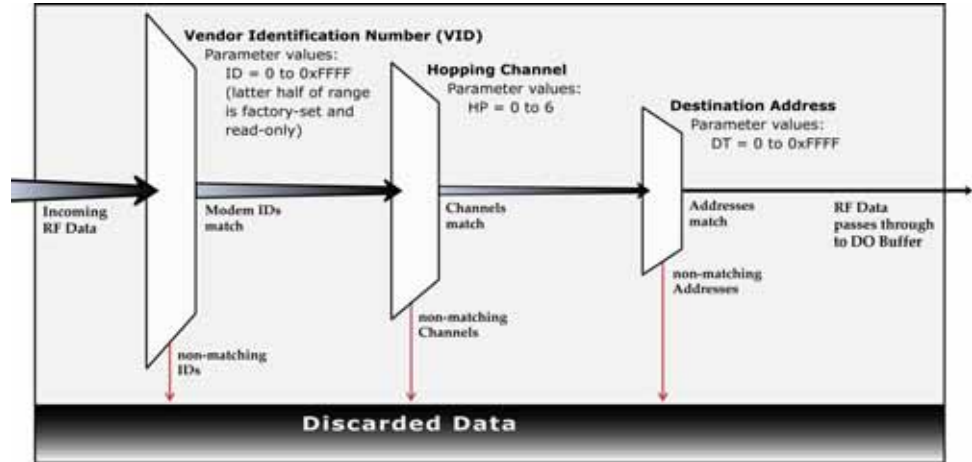 Vendor Identification Number (VID)
Parameter values:
ID = 0 to 0xFFFF
(latter half of range
is factory-set and
read-only)
Hopping Channel
Parameter values:
HP = 0 to 6
Destination Address
Parameter values:
DT = 0 to 0xFFFF
Incoming
RF Data
Modem IDs
match
Channels
match
Addresses
match
RF Data
passes through
to DO Buffer
non-matching
IDs
non-matching
Channels
non-matching
Addresses
Discarded Data